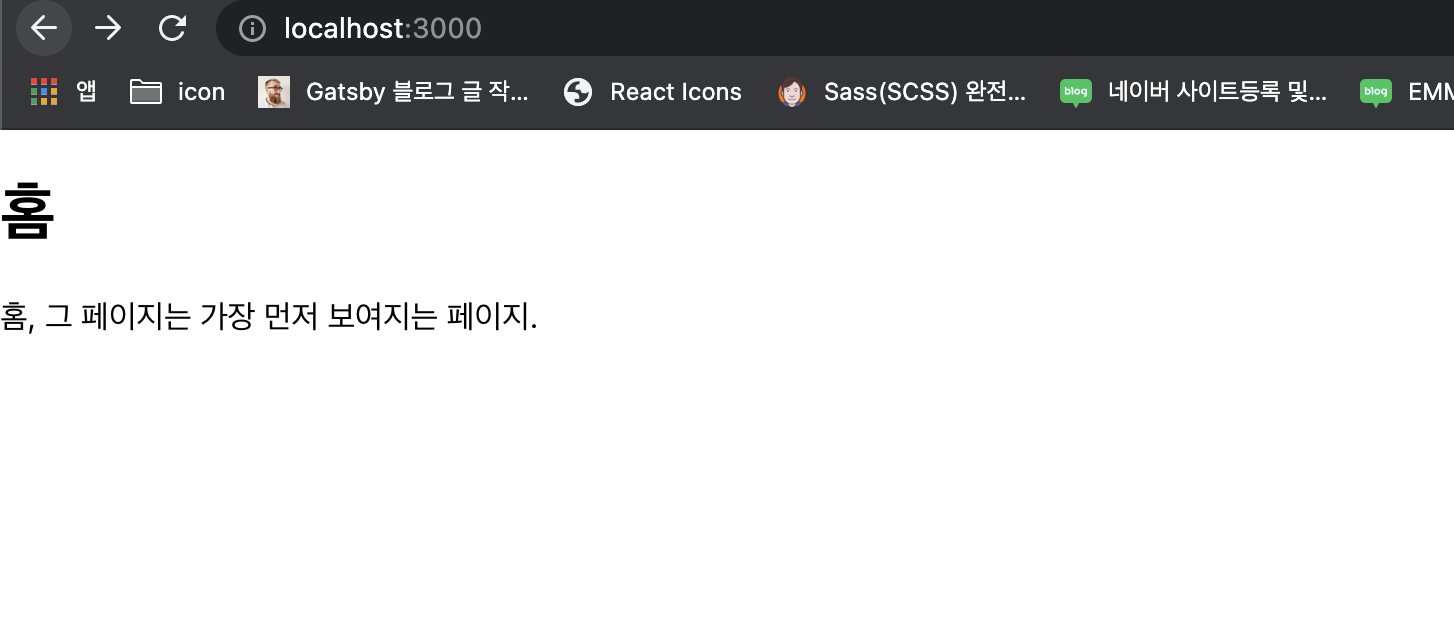 localhost:3000
앱 icon Gatsby 블로그 글 작... React Icons Sass(SCSS) 완전... blog 네이버 사이트등록 및... blog
홈
홈, 그 페이지는 가장 먼저 보여지는 페이지.